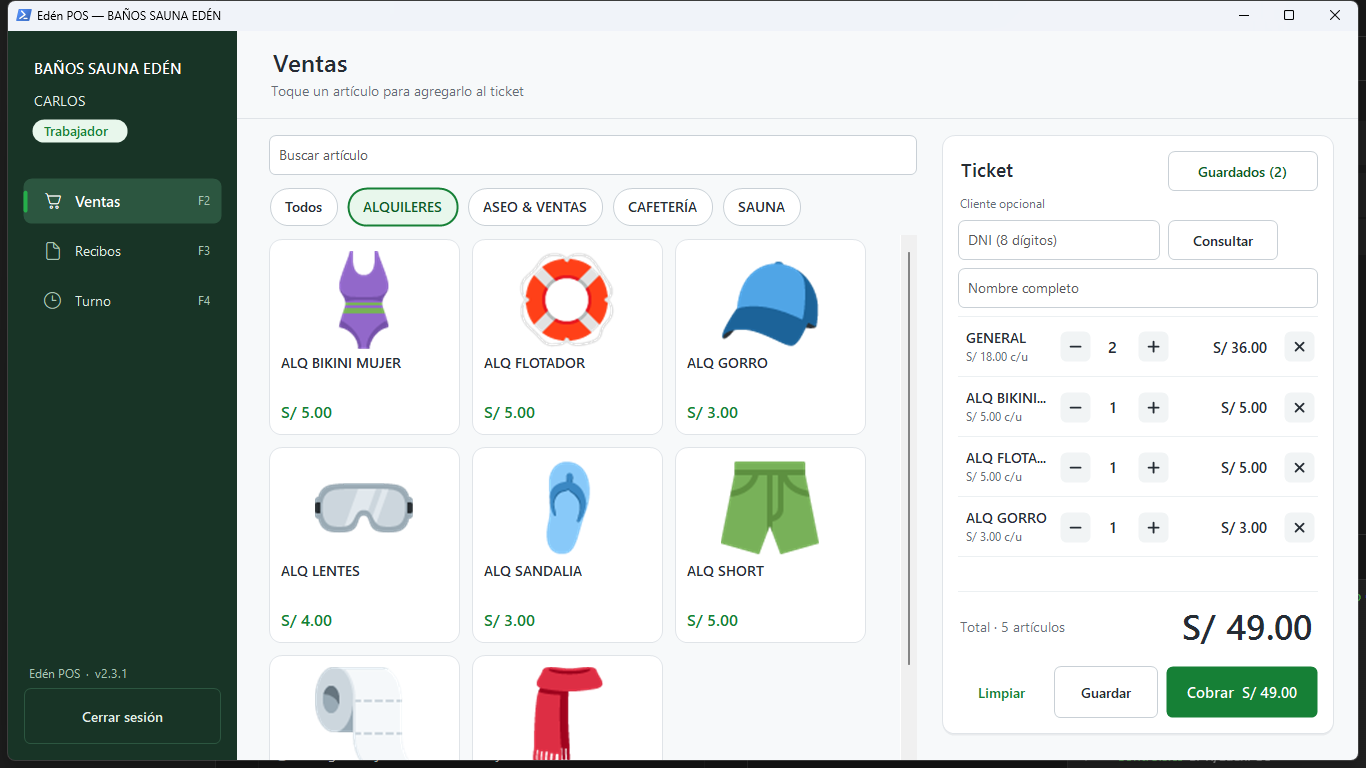 Edén POS — BAÑOS SAUNA EDÉN
BAÑOS SAUNA EDÉN
CARLOS
Trabajador
Ventas F2
Recibos F3
Turno F4
Edén POS · v2.3.1
Cerrar sesión
Ventas
Toque un artículo para agregarlo al ticket
Buscar artículo
Todos ALQUILERES ASEO & VENTAS CAFETERÍA SAUNA
ALQ BIKINI MUJER ALQ FLOTADOR ALQ GORRO
S/ 5.00 S/ 5.00 S/ 3.00
ALQ LENTES ALQ SANDALIA ALQ SHORT
S/ 4.00 S/ 3.00 S/ 5.00
Ticket Guardados (2)
Cliente opcional
DNI (8 dígitos) Consultar
Nombre completo
GENERAL
S/ 18.00 c/u
− 2 + S/ 36.00 ✕
ALQ BIKINI...
S/ 5.00 c/u
− 1 + S/ 5.00 ✕
ALQ FLOTA...
S/ 5.00 c/u
− 1 + S/ 5.00 ✕
ALQ GORRO
S/ 3.00 c/u
− 1 + S/ 3.00 ✕
Total · 5 artículos S/ 49.00
Limpiar Guardar Cobrar S/ 49.00